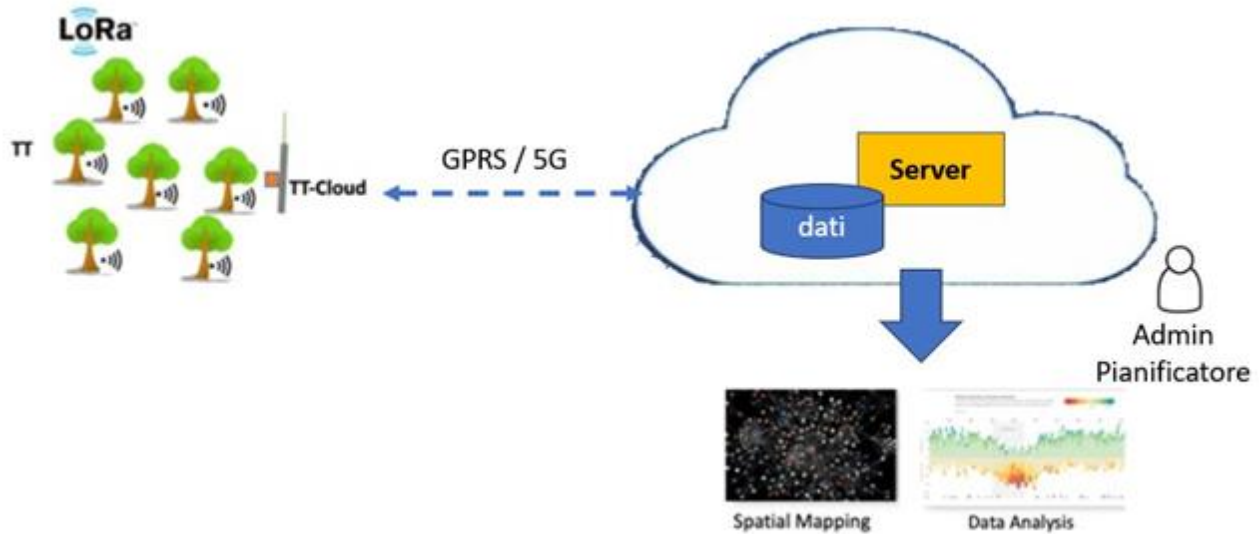 LoRa
TT
TT-Cloud
GPRS / 5G
Server
dati
Admin
Pianificatore
Spatial Mapping
Data Analysis